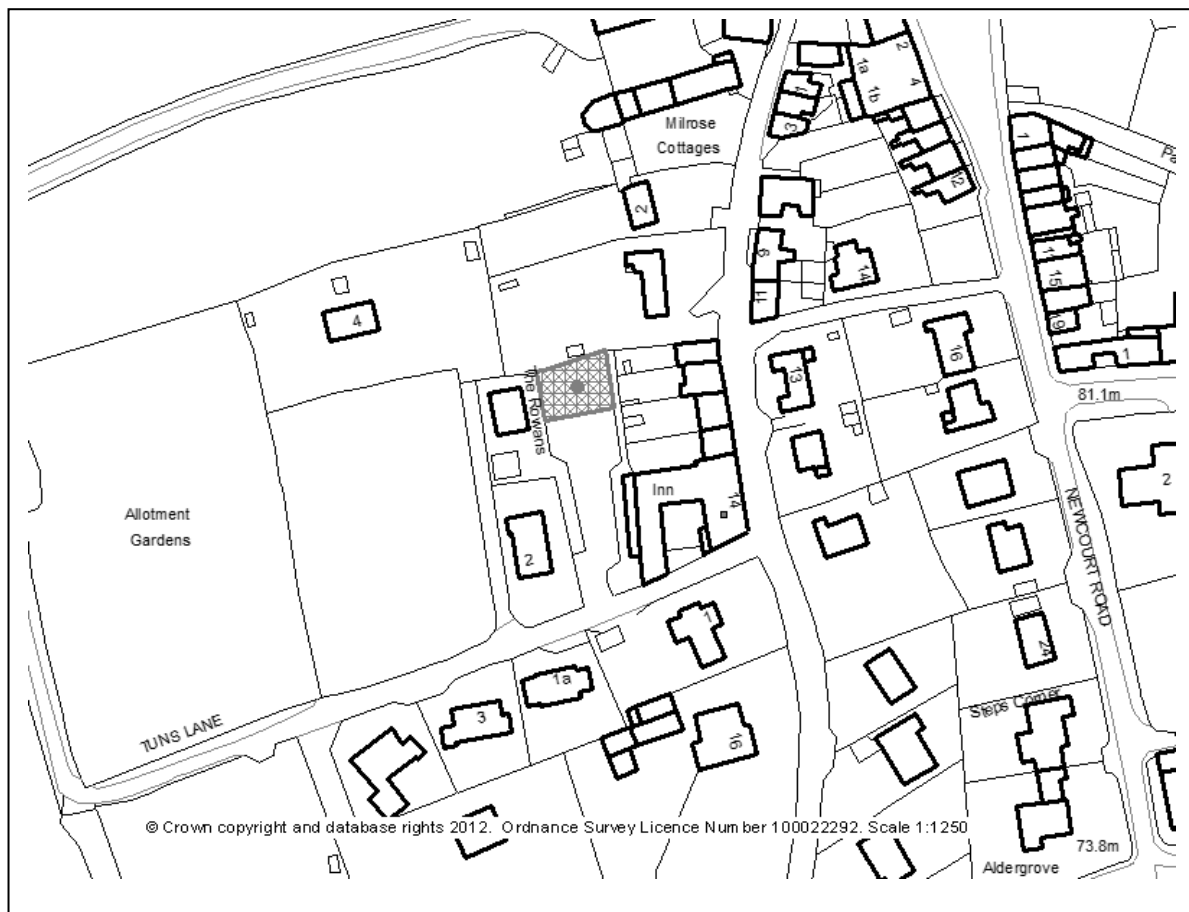 2
1a
4
1b
4
3
1
Milrose
Cottages
Pa
12
2
6
14
11
1
15
19
4
16
1
13
81.1m
The Rowans
Allotment
Gardens
Inn
14
2
2
NEWCOURT ROAD
1
24
1a
Steps Corner
3
16
TUNS LANE
© Crown copyright and database rights 2012. Ordnance Survey Licence Number 100022292. Scale 1:1250
73.8m
Aldergrove